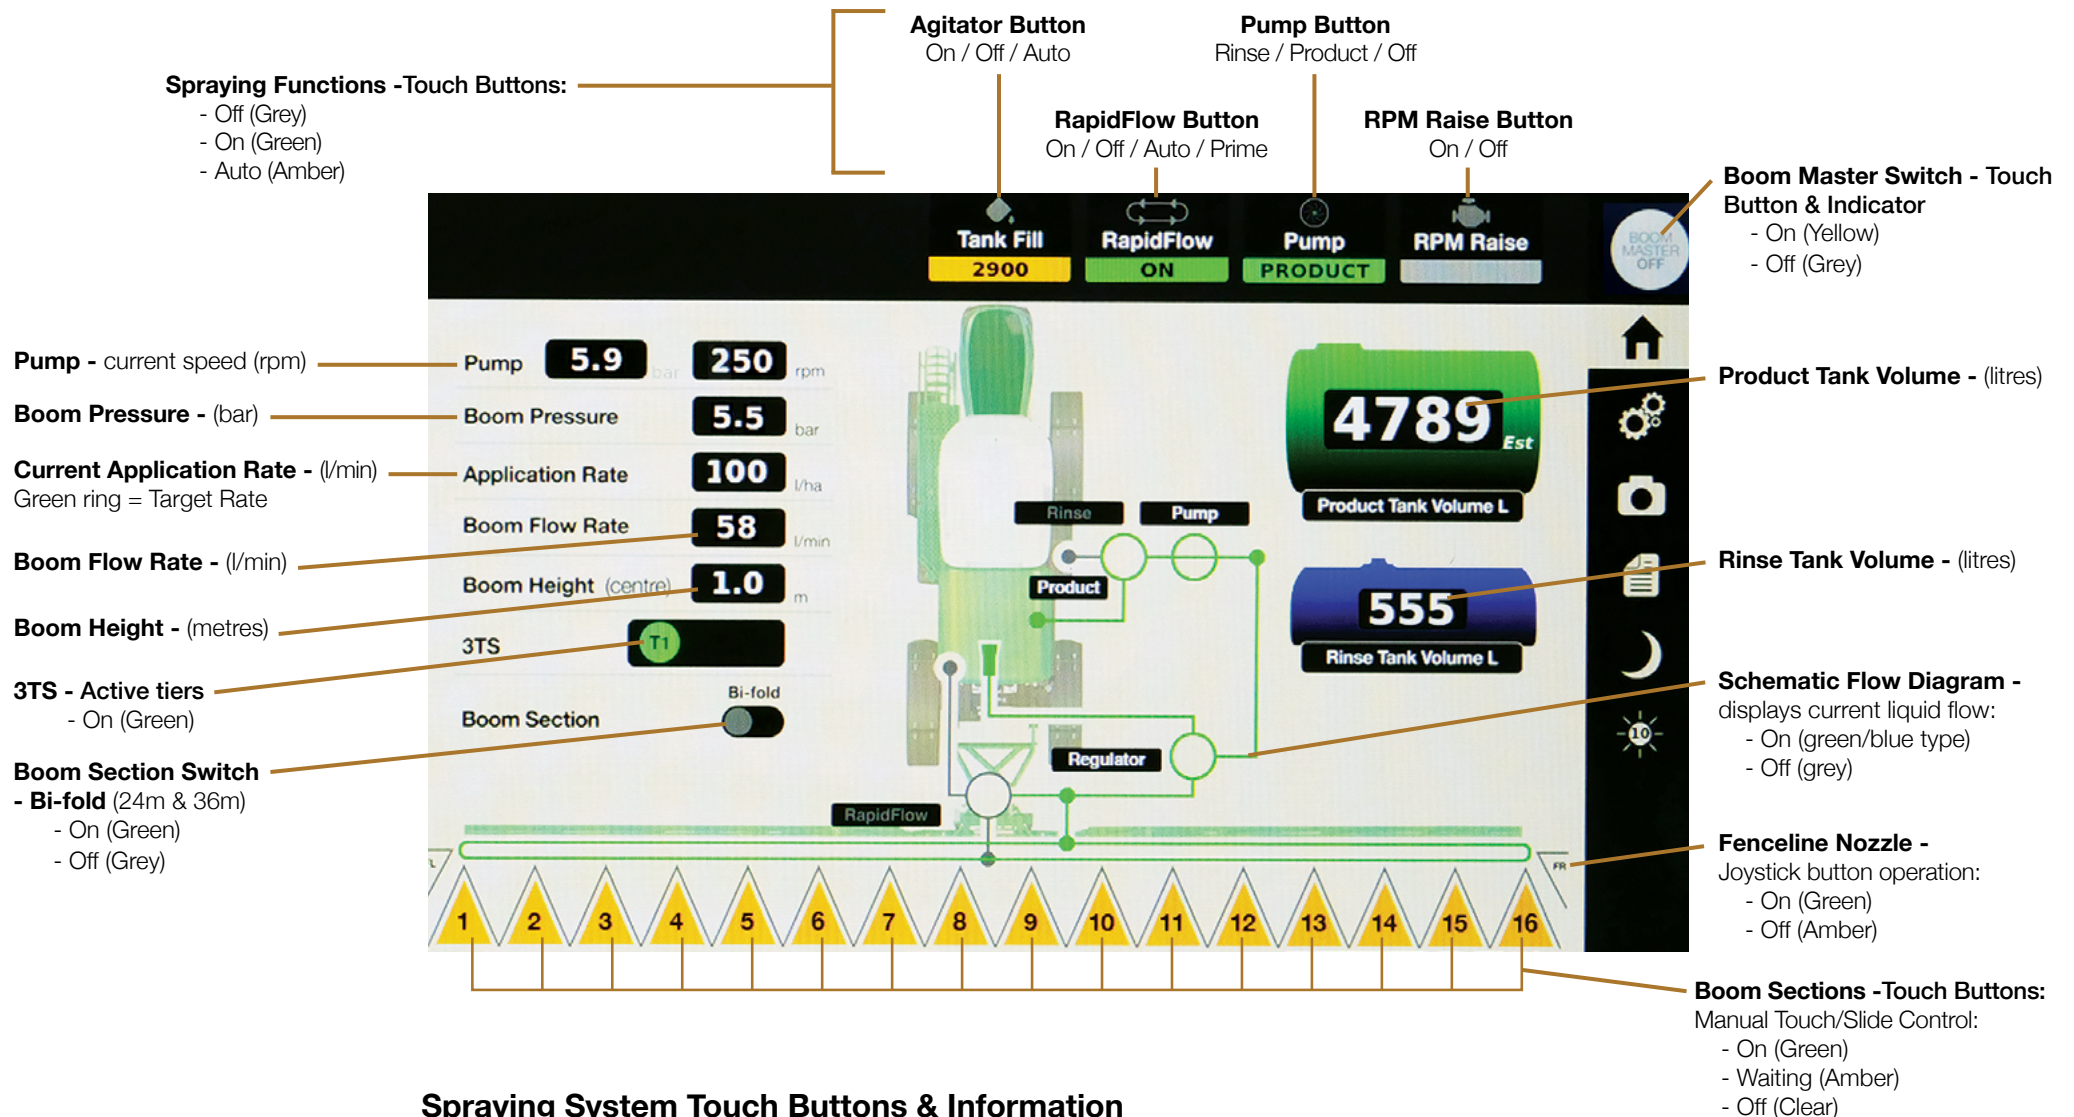 Agitator Button
On / Off / Auto
Pump Button
Rinse / Product / Off
Spraying Functions -Touch Buttons:
- Off (Grey)
- On (Green)
- Auto (Amber)
RapidFlow Button
On / Off / Auto / Prime
RPM Raise Button
On / Off
Boom Master Switch - Touch
Button & Indicator
- On (Yellow)
- Off (Grey)
Tank Fill
2900
RapidFlow
ON
Pump
PRODUCT
RPM Raise
BOOM
MASTER
OFF
Pump - current speed (rpm)
Boom Pressure - (bar)
Current Application Rate - (l/min)
Green ring = Target Rate
Boom Flow Rate - (l/min)
Boom Height - (metres)
3TS - Active tiers
- On (Green)
Boom Section Switch
- Bi-fold (24m & 36m)
- On (Green)
- Off (Grey)
Pump 5.9 bar 250 rpm
Boom Pressure 5.5 bar
Application Rate 100 l/ha
Boom Flow Rate 58 l/min
Boom Height (centre) 1.0 m
3TS T1
Bi-fold
Boom Section
Rinse
Pump
Product
Regulator
RapidFlow
4789 Est
Product Tank Volume L
555
Rinse Tank Volume L
10
FR
1 2 3 4 5 6 7 8 9 10 11 12 13 14 15 16
Product Tank Volume - (litres)
Rinse Tank Volume - (litres)
Schematic Flow Diagram -
displays current liquid flow:
- On (green/blue type)
- Off (grey)
Fenceline Nozzle -
Joystick button operation:
- On (Green)
- Off (Amber)
Boom Sections -Touch Buttons:
Manual Touch/Slide Control:
- On (Green)
- Waiting (Amber)
- Off (Clear)
Spraying System Touch Buttons & Information